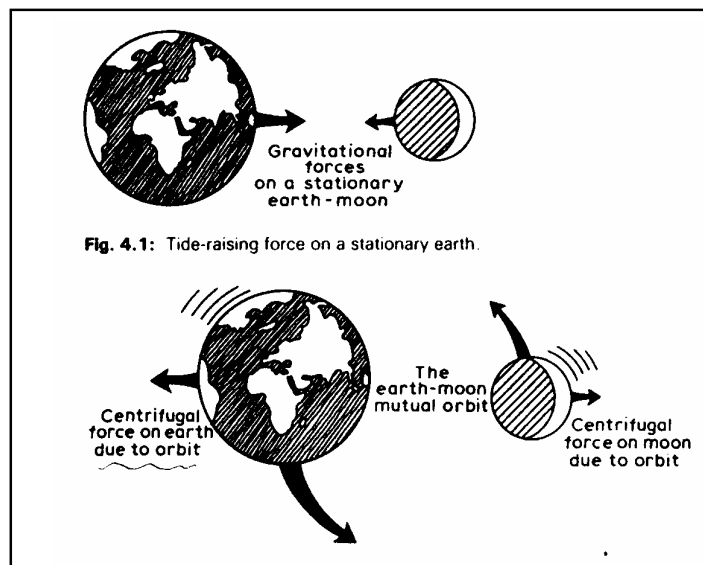 Gravitational
forces
on a stationary
earth-moon
Fig. 4.1: Tide-raising force on a stationary earth.
The
earth-moon
mutual orbit
Centrifugal
force on earth
due to orbit
Centrifugal
force on moon
due to orbit